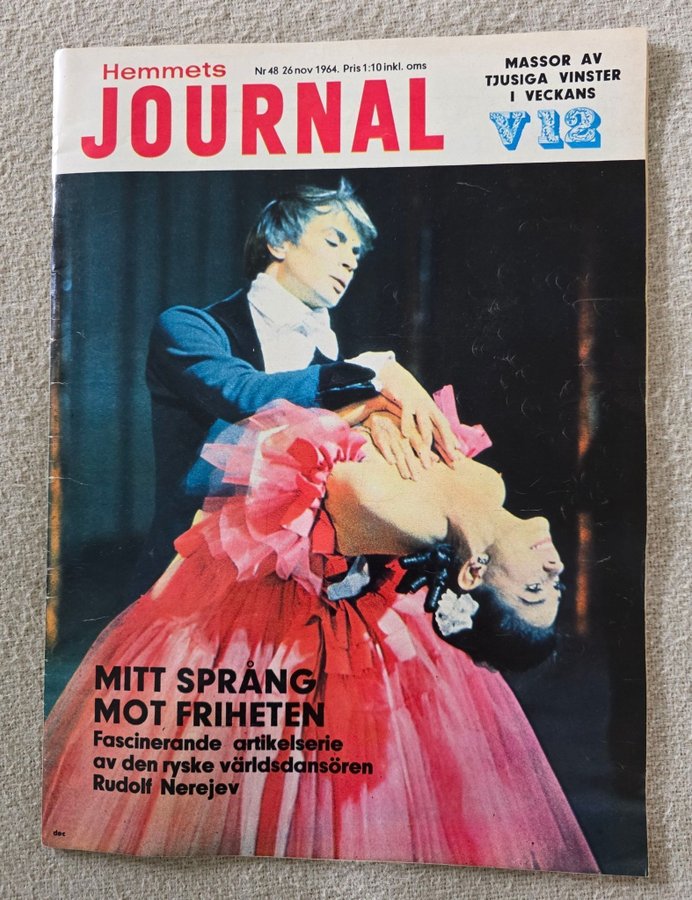 Hemmets
JOURNAL
Nr 48 26 nov 1964. Pris 1:10 inkl. oms
MASSOR AV
TJUSIGA VINSTER
I VECKANS
V12
MITT SPRÅNG
MOT FRIHETEN
Fascinerande artikelserie
av den ryske världsdansören
Rudolf Nerejev
doc